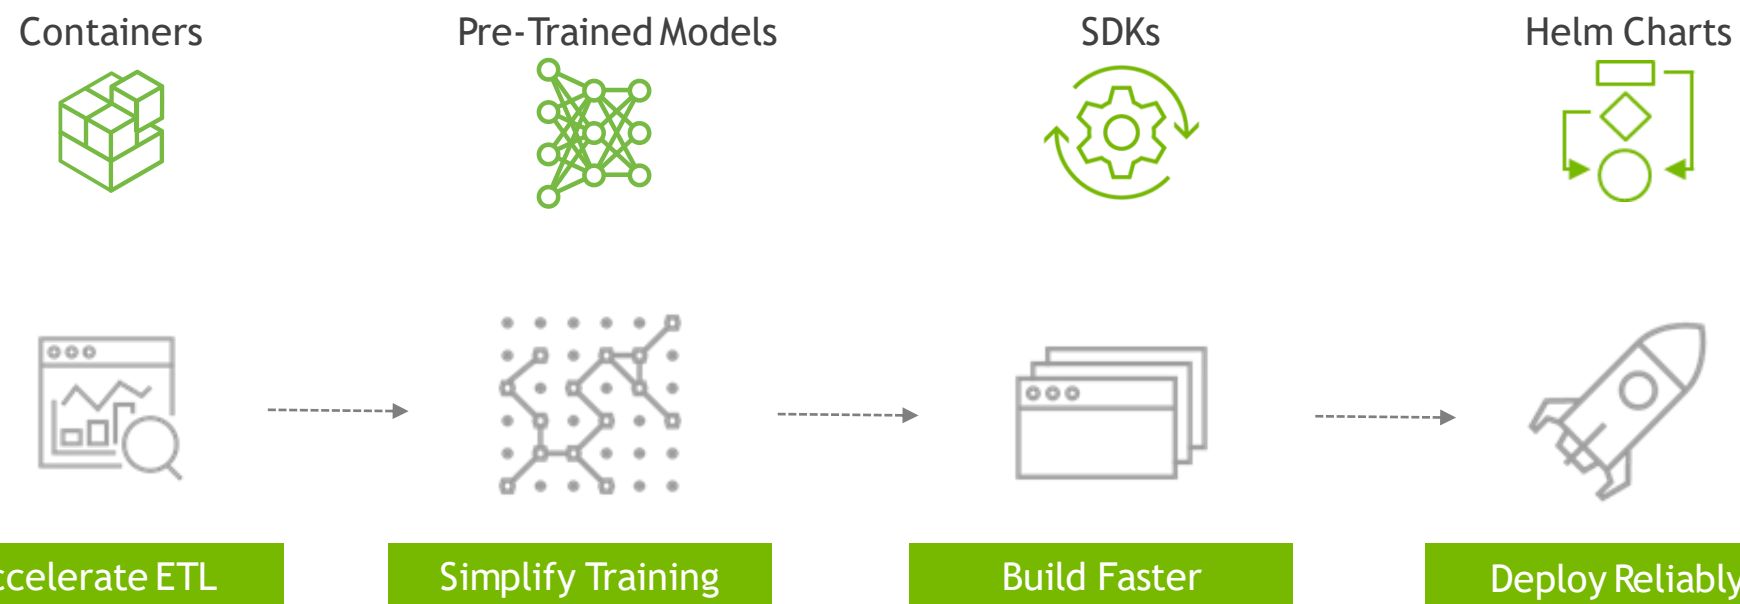 Containers
Pre-Trained Models
SDKs
Helm Charts
ccelerate ETL
Simplify Training
Build Faster
Deploy Reliably